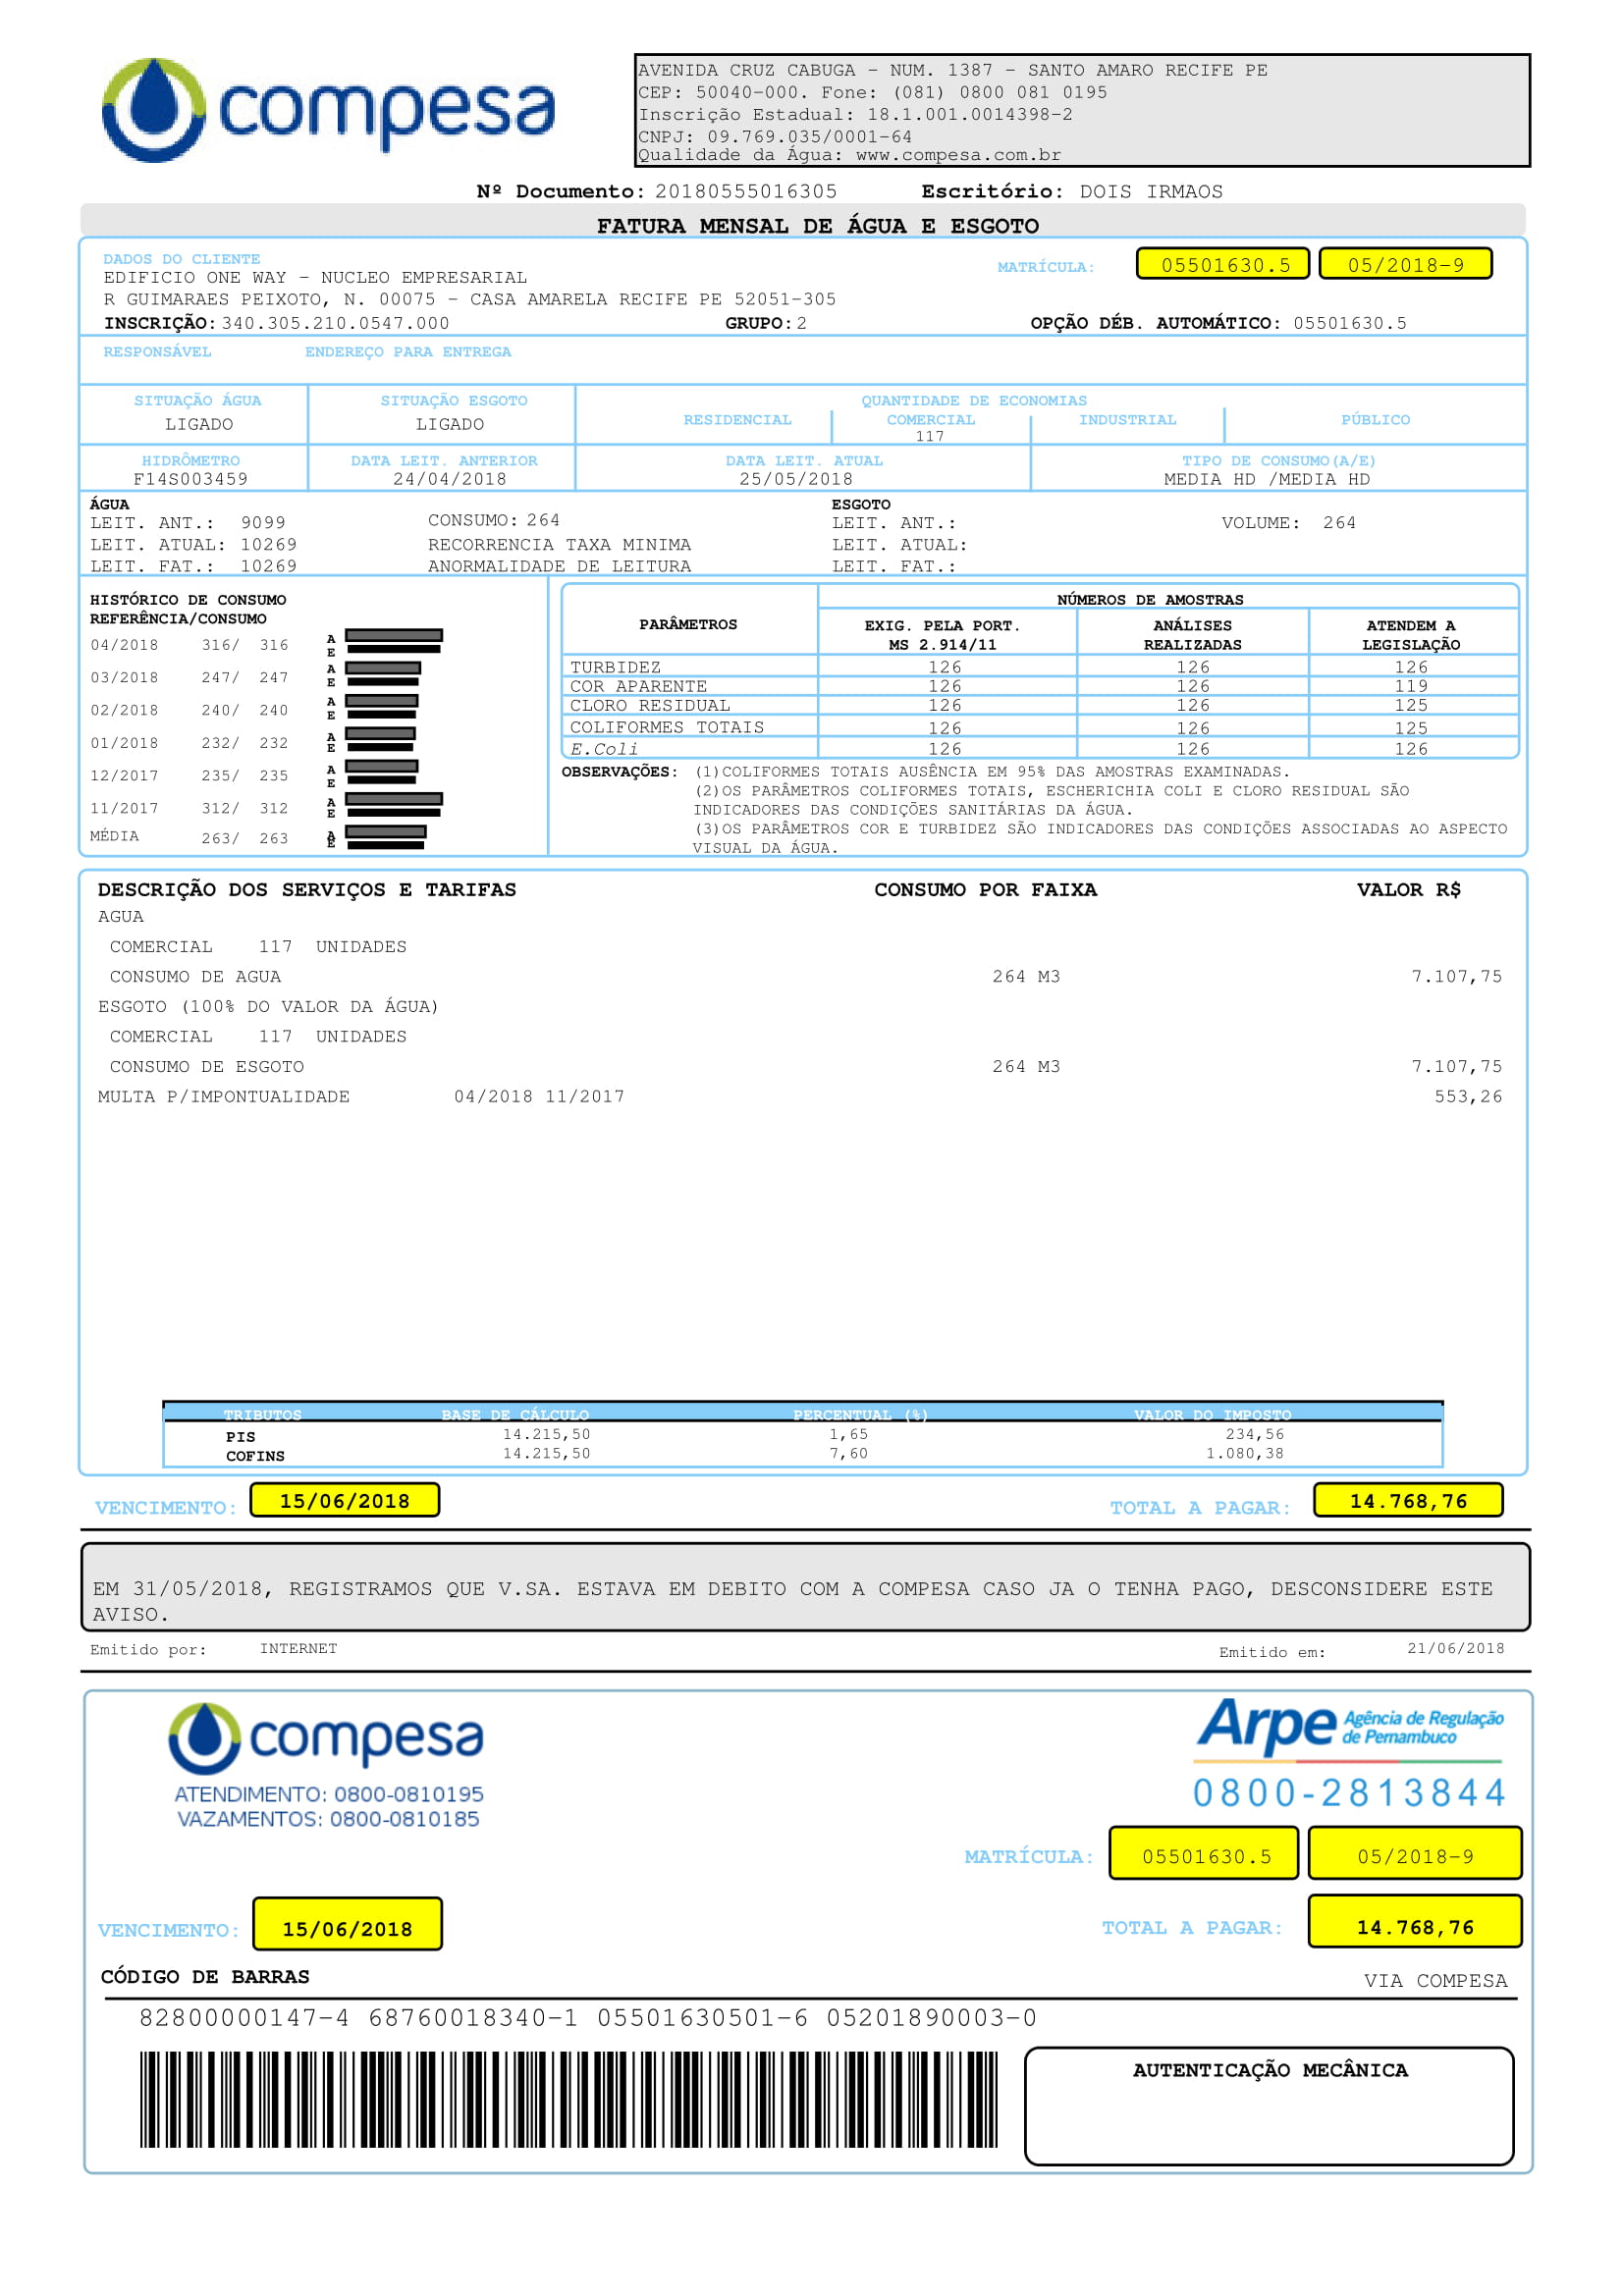 compesa
AVENIDA CRUZ CABUGA - NUM. 1387 - SANTO AMARO RECIFE PE
CEP: 50040-000. Fone: (081) 0800 081 0195
Inscrição Estadual: 18.1.001.0014398-2
CNPJ: 09.769.035/0001-64
Qualidade da Água: www.compesa.com.br
Nº Documento: 20180555016305 Escritório: DOIS IRMAOS
FATURA MENSAL DE ÁGUA E ESGOTO
DADOS DO CLIENTE
EDIFICIO ONE WAY - NUCLEO EMPRESARIAL
MATRÍCULA: 05501630.5 05/2018-9
R GUIMARAES PEIXOTO, N. 00075 - CASA AMARELA RECIFE PE 52051-305
INSCRIÇÃO: 340.305.210.0547.000 GRUPO: 2 OPÇÃO DÉB. AUTOMÁTICO: 05501630.5
RESPONSÁVEL ENDEREÇO PARA ENTREGA
SITUAÇÃO ÁGUA SITUAÇÃO ESGOTO QUANTIDADE DE ECONOMIAS
LIGADO LIGADO RESIDENCIAL COMERCIAL INDUSTRIAL PÚBLICO
117
HIDRÔMETRO DATA LEIT. ANTERIOR DATA LEIT. ATUAL TIPO DE CONSUMO(A/E)
F14S003459 24/04/2018 25/05/2018 MEDIA HD /MEDIA HD
ÁGUA ESGOTO
LEIT. ANT.: 9099 CONSUMO: 264 LEIT. ANT.: VOLUME: 264
LEIT. ATUAL: 10269 RECORRENCIA TAXA MINIMA LEIT. ATUAL:
LEIT. FAT.: 10269 ANORMALIDADE DE LEITURA LEIT. FAT.:
HISTÓRICO DE CONSUMO
REFERÊNCIA/CONSUMO
04/2018 316/ 316 A E
03/2018 247/ 247 A E
02/2018 240/ 240 A E
01/2018 232/ 232 A E
12/2017 235/ 235 A E
11/2017 312/ 312 A E
MÉDIA 263/ 263 A E
PARÂMETROS NÚMEROS DE AMOSTRAS
EXIG. PELA PORT. ANÁLISES ATENDEM A
MS 2.914/11 REALIZADAS LEGISLAÇÃO
TURBIDEZ 126 126 126
COR APARENTE 126 126 119
CLORO RESIDUAL 126 126 125
COLIFORMES TOTAIS 126 126 125
E.Coli 126 126 126
OBSERVAÇÕES: (1)COLIFORMES TOTAIS AUSÊNCIA EM 95% DAS AMOSTRAS EXAMINADAS.
(2)OS PARÂMETROS COLIFORMES TOTAIS, ESCHERICHIA COLI E CLORO RESIDUAL SÃO
INDICADORES DAS CONDIÇÕES SANITÁRIAS DA ÁGUA.
(3)OS PARÂMETROS COR E TURBIDEZ SÃO INDICADORES DAS CONDIÇÕES ASSOCIADAS AO ASPECTO
VISUAL DA ÁGUA.
DESCRIÇÃO DOS SERVIÇOS E TARIFAS CONSUMO POR FAIXA VALOR R$
AGUA
COMERCIAL 117 UNIDADES
CONSUMO DE AGUA 264 M3 7.107,75
ESGOTO (100% DO VALOR DA ÁGUA)
COMERCIAL 117 UNIDADES
CONSUMO DE ESGOTO 264 M3 7.107,75
MULTA P/IMPONTUALIDADE 04/2018 11/2017 553,26
TRIBUTOS BASE DE CÁLCULO PERCENTUAL (%) VALOR DO IMPOSTO
PIS 14.215,50 1,65 234,56
COFINS 14.215,50 7,60 1.080,38
VENCIMENTO: 15/06/2018 TOTAL A PAGAR: 14.768,76
EM 31/05/2018, REGISTRAMOS QUE V.SA. ESTAVA EM DEBITO COM A COMPESA CASO JA O TENHA PAGO, DESCONSIDERE ESTE
AVISO.
Emitido por: INTERNET Emitido em: 21/06/2018
compesa
ATENDIMENTO: 0800-0810195
VAZAMENTOS: 0800-0810185
Arpe Agência de Regulação
de Pernambuco
0800-2813844
MATRÍCULA: 05501630.5 05/2018-9
VENCIMENTO: 15/06/2018 TOTAL A PAGAR: 14.768,76
CÓDIGO DE BARRAS VIA COMPESA
82800000147-4 68760018340-1 05501630501-6 05201890003-0
AUTENTICAÇÃO MECÂNICA